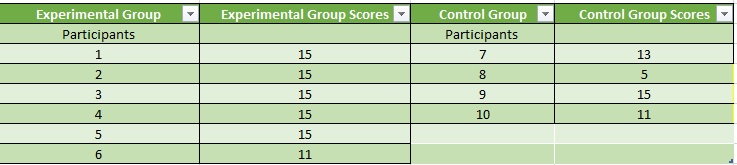 Experimental Group Experimental Group Scores Control Group Control Group Scores
Participants Participants
1 15 7 13
2 15 8 5
3 15 9 15
4 15 10 11
5 15
6 11